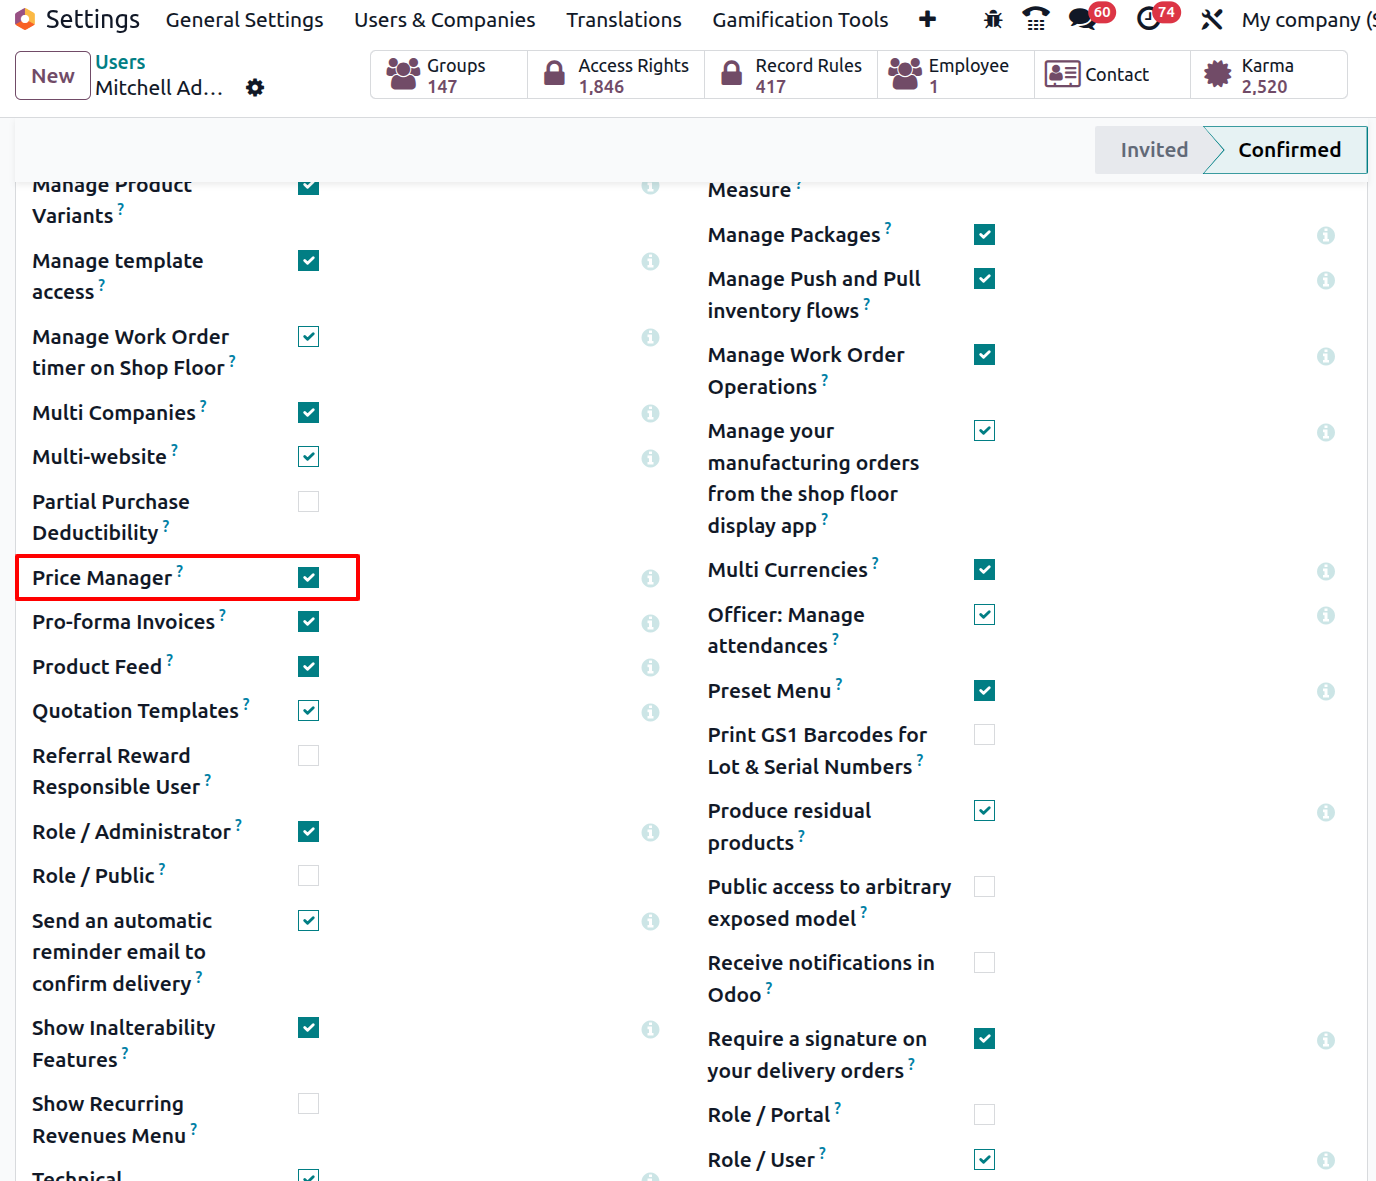 Settings General Settings Users & Companies Translations Gamification Tools 60 74 My company (S
New Users
Mitchell Ad...
Groups
147
Access Rights
1,846
Record Rules
417
Employee
1
Contact
Karma
2,520
Invited Confirmed
Manage Product
Variants ?
Manage template
access ?
Manage Work Order
timer on Shop Floor ?
Multi Companies ?
Multi-website ?
Partial Purchase
Deductibility ?
Price Manager ?
Pro-forma Invoices ?
Product Feed ?
Quotation Templates ?
Referral Reward
Responsible User ?
Role / Administrator ?
Role / Public ?
Send an automatic
reminder email to
confirm delivery ?
Show Inalterability
Features ?
Show Recurring
Revenues Menu ?
Technical
Measure ?
Manage Packages ?
Manage Push and Pull
inventory flows ?
Manage Work Order
Operations ?
Manage your
manufacturing orders
from the shop floor
display app ?
Multi Currencies ?
Officer: Manage
attendances ?
Preset Menu ?
Print GS1 Barcodes for
Lot & Serial Numbers ?
Produce residual
products ?
Public access to arbitrary
exposed model ?
Receive notifications in
Odoo ?
Require a signature on
your delivery orders ?
Role / Portal ?
Role / User ?